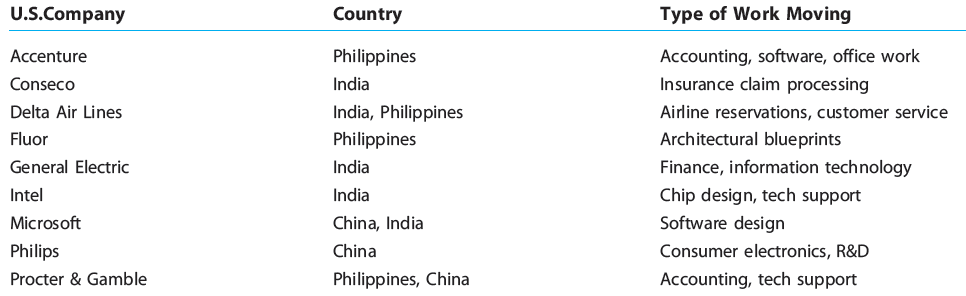 U.S.Company Country Type of Work Moving
Accenture Philippines Accounting, software, office work
Conseco India Insurance claim processing
Delta Air Lines India, Philippines Airline reservations, customer service
Fluor Philippines Architectural blueprints
General Electric India Finance, information technology
Intel India Chip design, tech support
Microsoft China, India Software design
Philips China Consumer electronics, R&D
Procter & Gamble Philippines, China Accounting, tech support